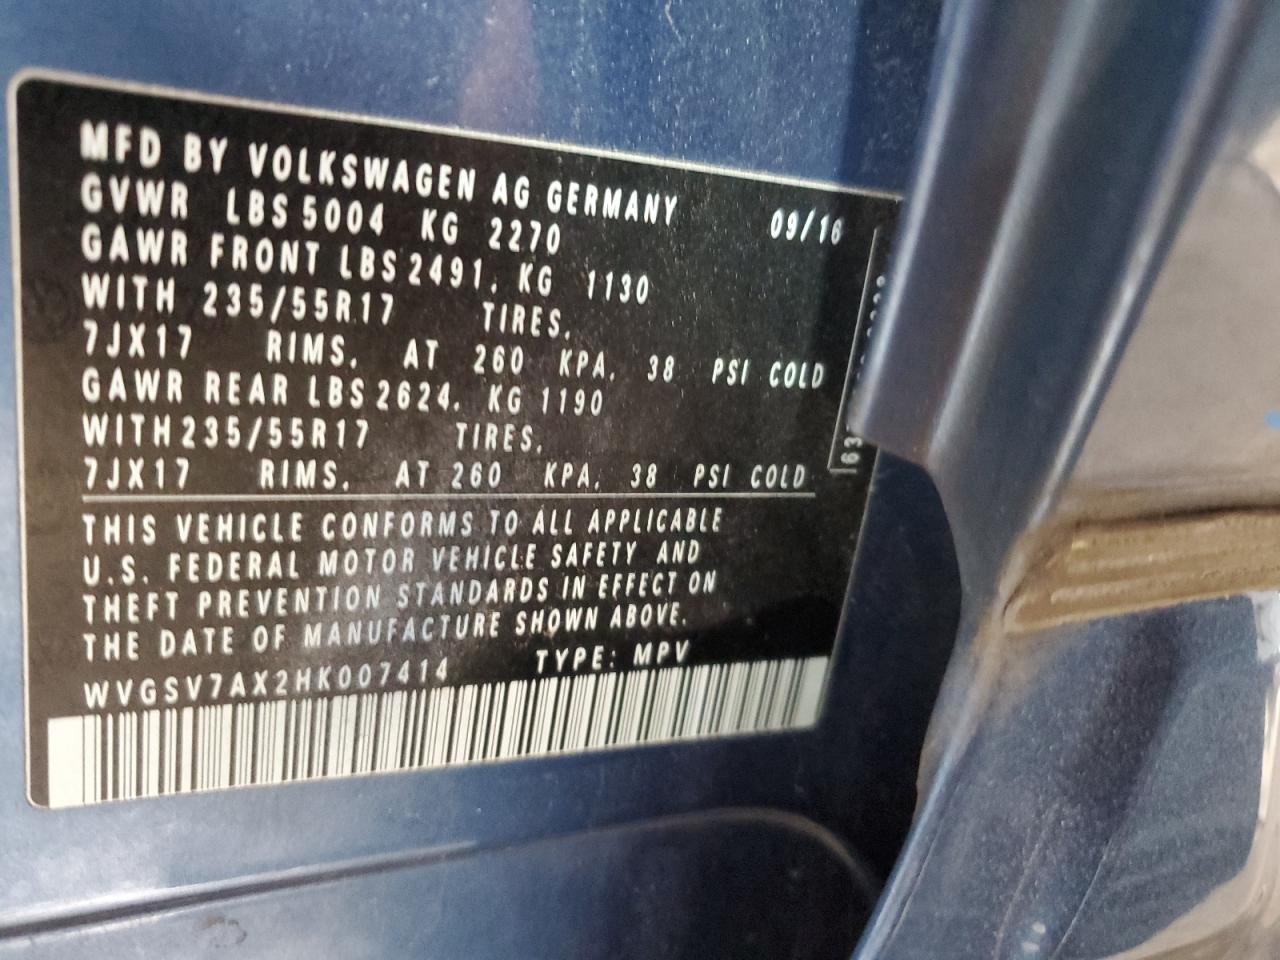 MFD BY VOLKSWAGEN AG GERMANY 09/16
GVWR LBS 5004 KG 2270
GAWR FRONT LBS 2491. KG 1130
WITH 235/55R17 TIRES.
7JX17 RIMS. AT 260 KPA. 38 PSI COLD
GAWR REAR LBS 2624. KG 1190
WITH 235/55R17 TIRES.
7JX17 RIMS. AT 260 KPA. 38 PSI COLD
THIS VEHICLE CONFORMS TO ALL APPLICABLE
U.S. FEDERAL MOTOR VEHICLE SAFETY AND
THEFT PREVENTION STANDARDS IN EFFECT ON
THE DATE OF MANUFACTURE SHOWN ABOVE.
WVGSV7AX2HK007414 TYPE: MPV